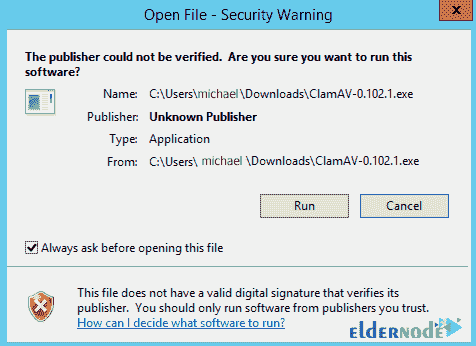 Open File - Security Warning
x
The publisher could not be verified.  Are you sure you want to run this
software?
Name: C:\Users\michael\Downloads\ClamAV-0.102.1.exe
Publisher: Unknown Publisher
Type: Application
From: C:\Users\ michael \Downloads\ClamAV-0.102.1.exe
Run Cancel
Always ask before opening this file
This file does not have a valid digital signature that verifies its
publisher.  You should only run software from publishers you trust.
How can I decide what software to run?
ELDERNODE